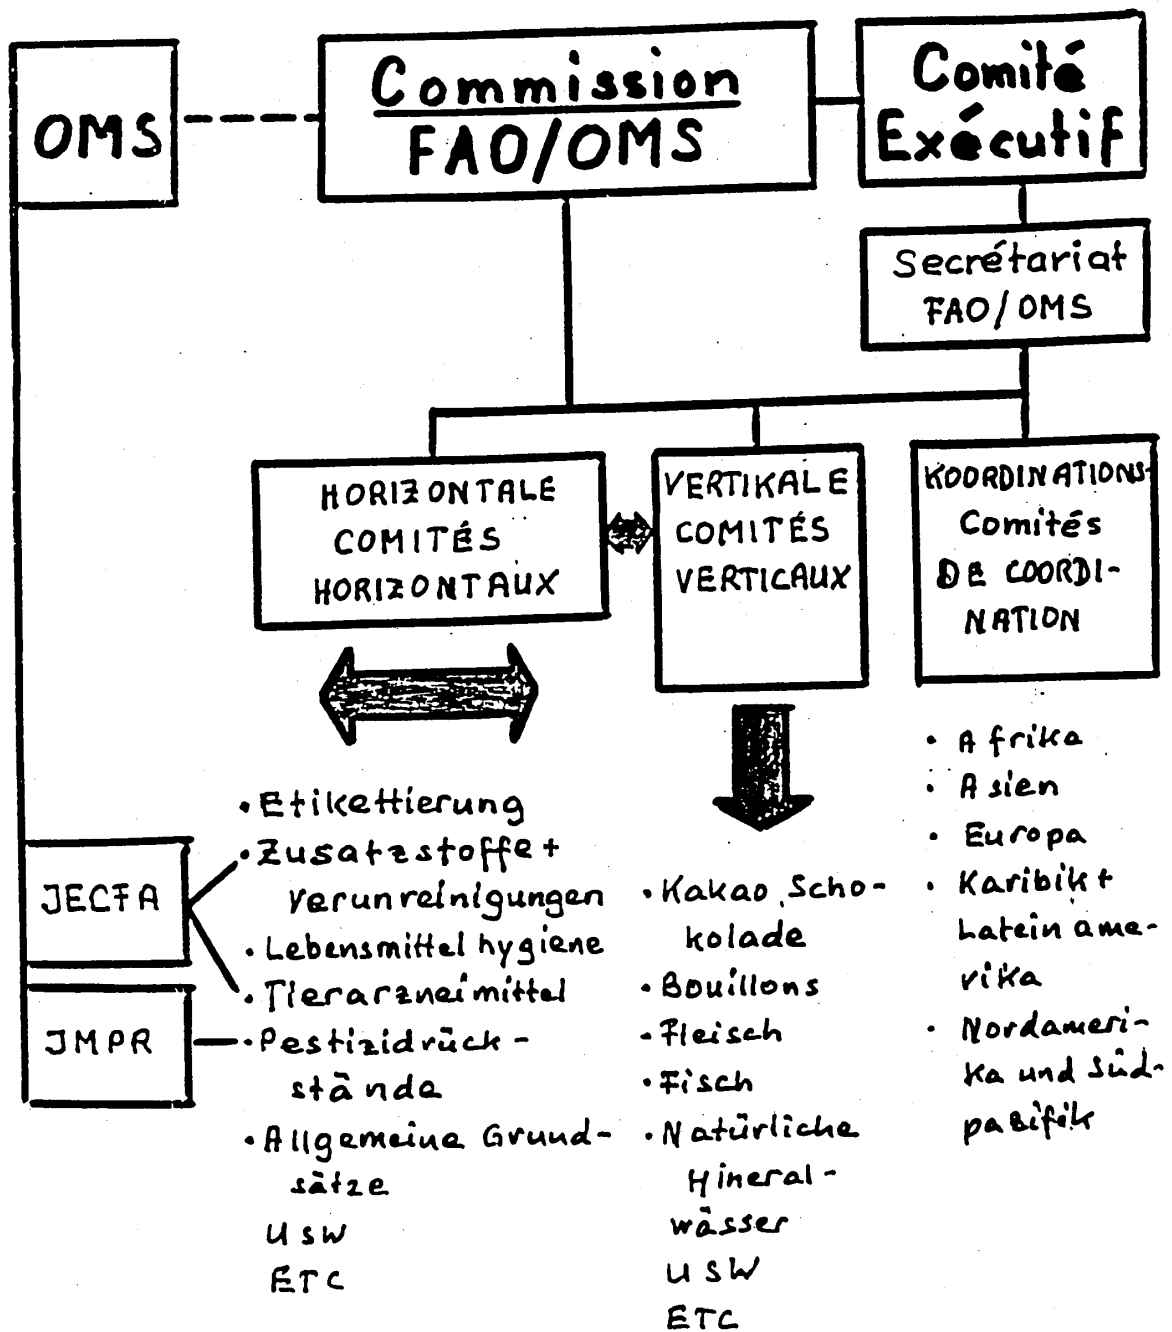 OMS
Commission
FAO/OMS
Comité
Exécutif
Secrétariat
FAO/OMS
HORIZONTALE
COMITÉS
HORIZONTAUX
VERTIKALE
COMITÉS
VERTICAUX
KOORDINATIONS-
Comités
DE COORDI-
NATION
JECFA
JMPR
• Etikettierung
• Zusatzstoffe +
Verunreinigungen
• Lebensmittelhygiene
• Tierarzneimittel
• Pestizidrück-
stände
• Allgemeine Grund-
sätze
USW
ETC
• Kakao, Scho-
kolade
• Bouillons
• Fleisch
• Fisch
• Natürliche
Mineral-
wässer
USW
ETC
• Afrika
• Asien
• Europa
• Karibik +
Lateiname-
rika
• Nordameri-
ka und Süd-
pazifik